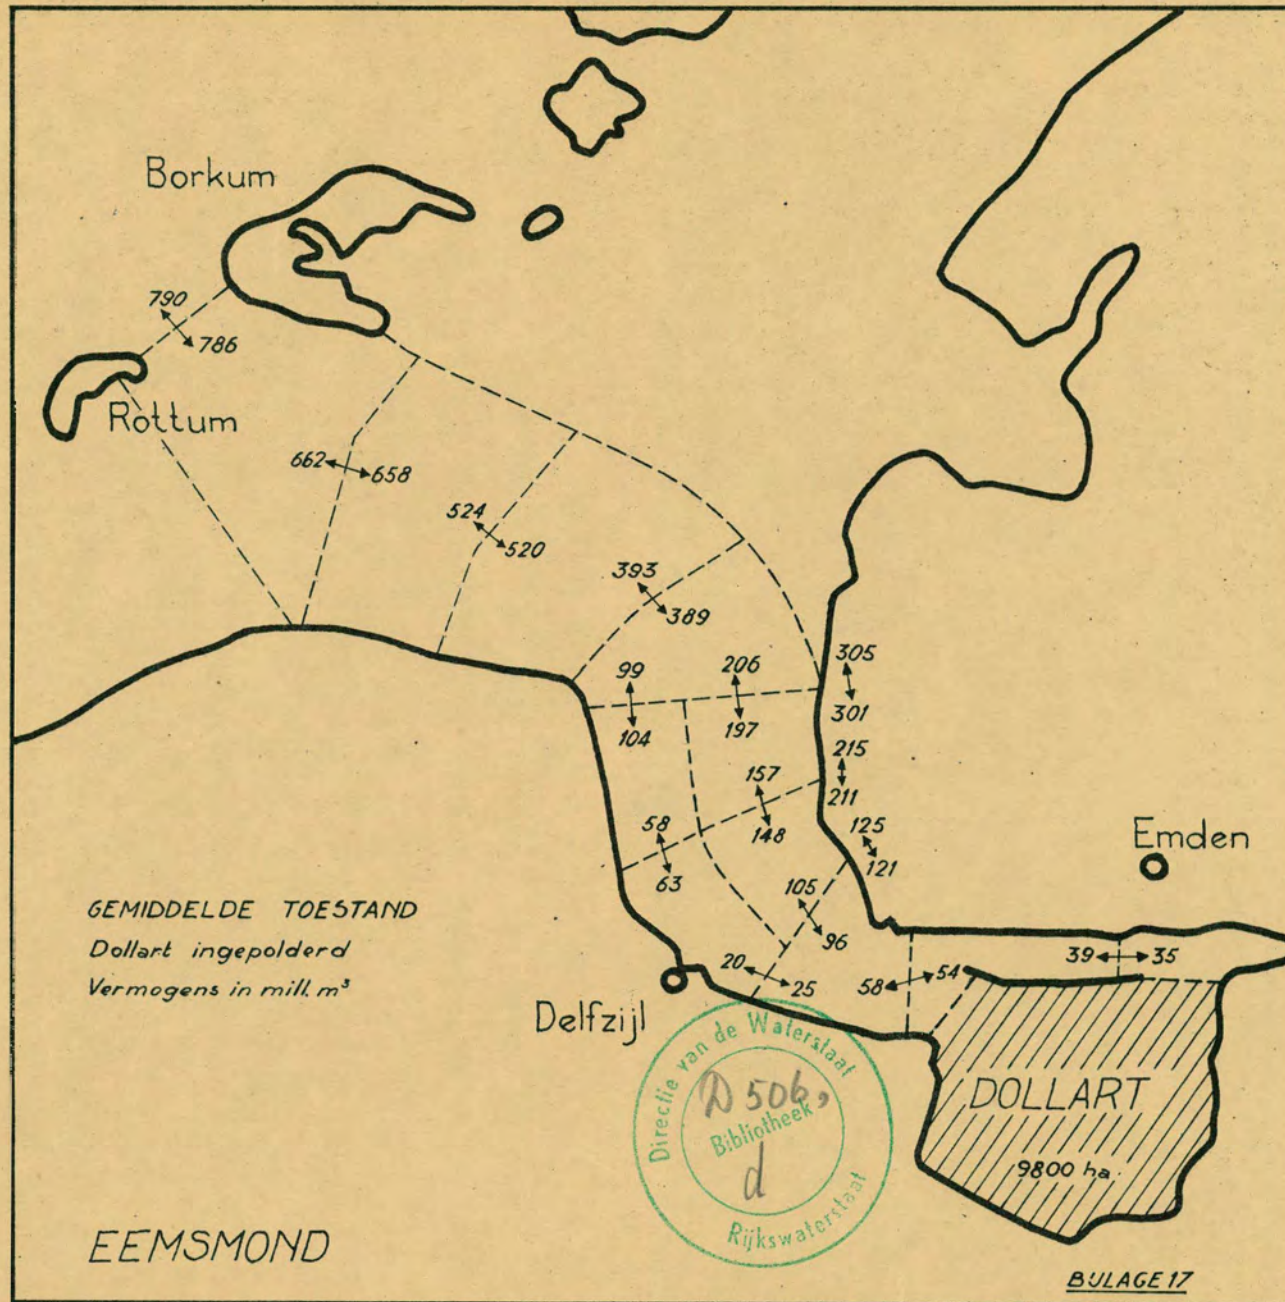 Borkum
790
786
Rottum
662 658
524
520
393
389
99
206
305
104
197
301
215
157
211
58
148
125
63
121
Emden
105
96
GEMIDDELDE TOESTAND
Dollart ingepolderd
Vermogens in mill. m³
20
25
58 54
39 35
Delfzijl
Directie van de Waterstaat
D 506,
Bibliotheek
d
Rijkswaterstaat
DOLLART
9800 ha.
EEMSMOND
BIJLAGE 17